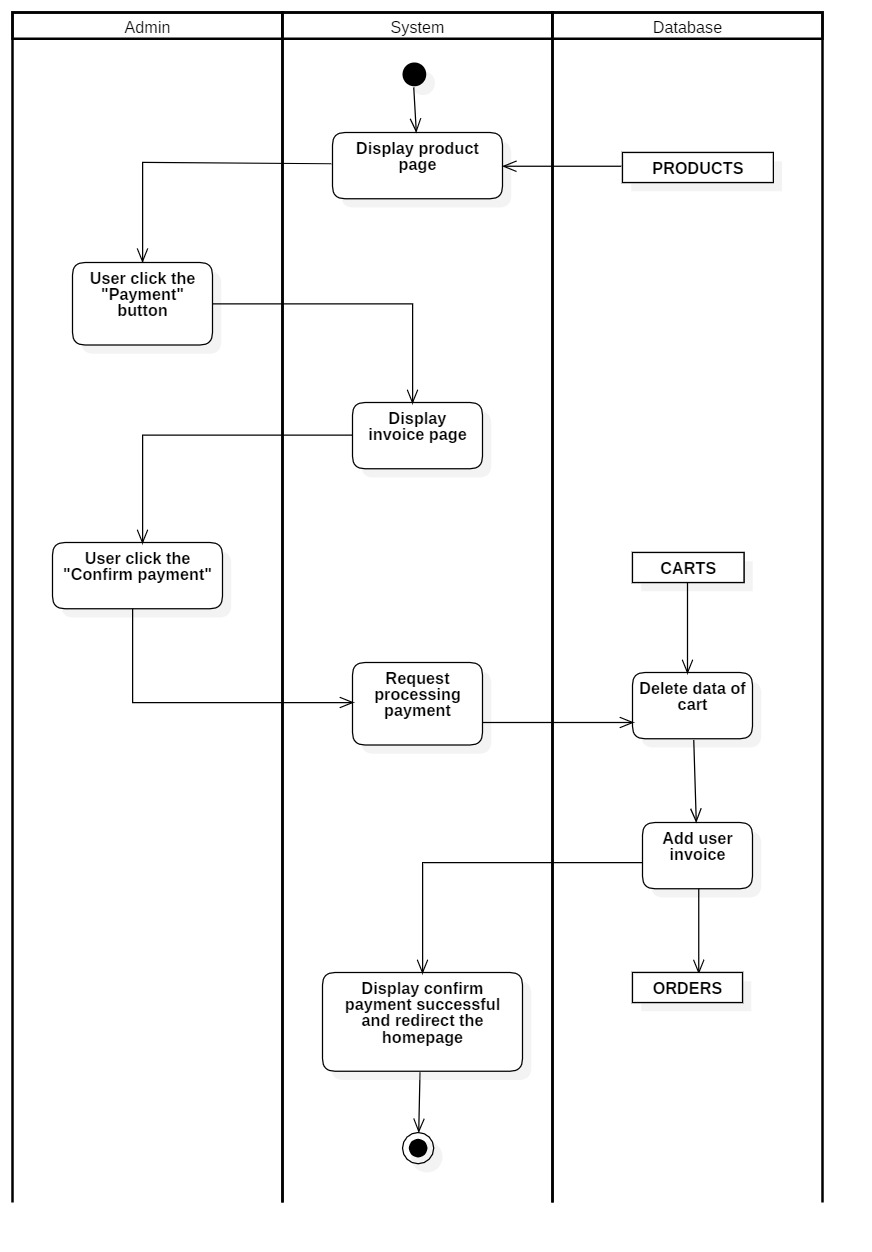 Admin
System
Database
Display product
page
PRODUCTS
User click the
"Payment"
button
Display
invoice page
User click the
"Confirm payment"
CARTS
Request
processing
payment
Delete data of
cart
Add user
invoice
Display confirm
payment successful
and redirect the
homepage
ORDERS